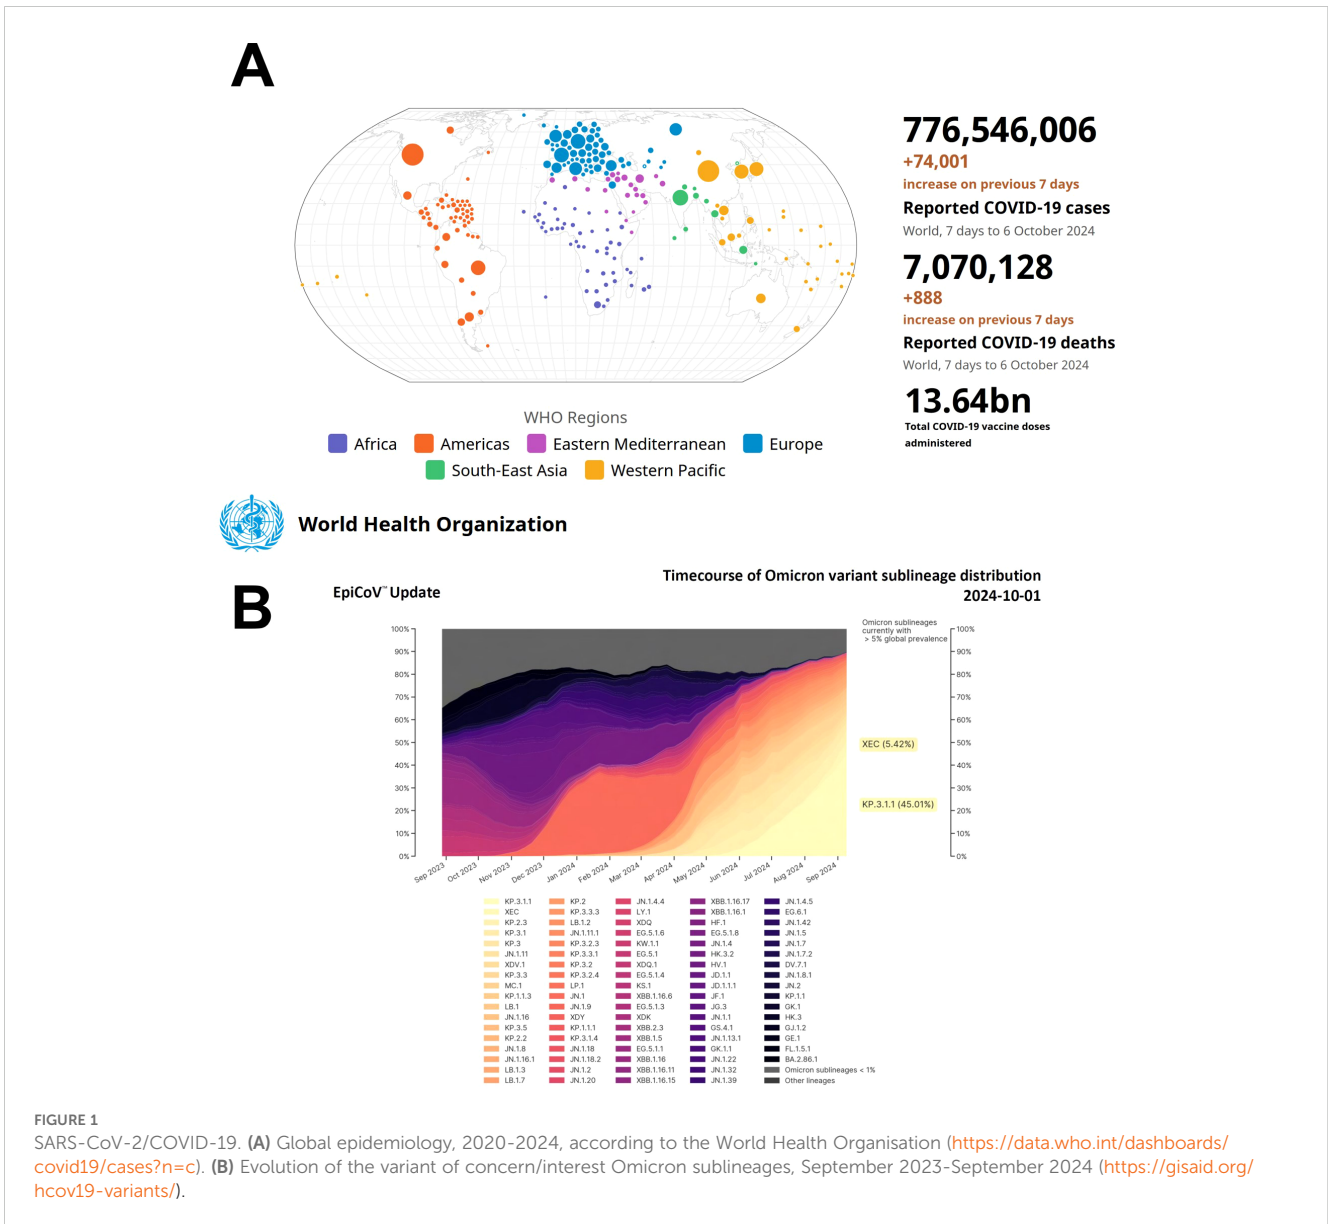 A
776,546,006
+74,001
increase on previous 7 days
Reported COVID-19 cases
World, 7 days to 6 October 2024
7,070,128
+888
increase on previous 7 days
Reported COVID-19 deaths
World, 7 days to 6 October 2024
13.64bn
Total COVID-19 vaccine doses
administered
WHO Regions
Africa Americas Eastern Mediterranean Europe
South-East Asia Western Pacific
World Health Organization
B
EpiCoV™ Update
Timecourse of Omicron variant sublineage distribution
2024-10-01
Omicron sublineages
currently with
> 5% global prevalence
100% 100%
90% 90%
80% 80%
70% 70%
60% 60%
50% XEC (5.42%) 50%
40% 40%
30% 30%
20% KP.3.1.1 (45.01%) 20%
10% 10%
0% 0%
Sep 2023 Oct 2023 Nov 2023 Dec 2023 Jan 2024 Feb 2024 Mar 2024 Apr 2024 May 2024 Jun 2024 Jul 2024 Aug 2024 Sep 2024
KP.3.1.1 KP.2 JN.1.4.4 XBB.1.16.17 JN.1.4.5
XEC KP.3.3.3 LY.1 XBB.1.16.1 EG.6.1
KP.2.3 LB.1.2 XDQ HF.1 JN.1.42
KP.3.1 JN.1.11.1 EG.5.1.6 EG.5.1.8 JN.1.5
KP.3 KP.3.2.3 KW.1.1 JN.1.4 JN.1.7
JN.1.11 KP.3.3.1 EG.5.1 HK.3.2 JN.1.7.2
XDV.1 KP.3.2 XDQ.1 HV.1 DV.7.1
KP.3.3 KP.3.2.4 EG.5.1.4 JD.1.1 JN.1.8.1
MC.1 LP.1 KS.1 JD.1.1.1 JN.2
KP.1.1.3 JN.1 XBB.1.16.6 JF.1 KP.1.1
LB.1 JN.1.9 EG.5.1.3 JG.3 GK.1
JN.1.16 XDY XDK JN.1.1 HK.3
KP.3.5 KP.1.1.1 XBB.2.3 GS.4.1 GJ.1.2
KP.2.2 KP.3.1.4 XBB.1.5 JN.1.13.1 GE.1
JN.1.8 JN.1.18 EG.5.1.1 GK.1.1 FL.1.5.1
JN.1.16.1 JN.1.18.2 XBB.1.16 JN.1.22 BA.2.86.1
LB.1.3 JN.1.2 XBB.1.16.11 JN.1.32 Omicron sublineages < 1%
LB.1.7 JN.1.20 XBB.1.16.15 JN.1.39 Other lineages
FIGURE 1
SARS-CoV-2/COVID-19. (A) Global epidemiology, 2020-2024, according to the World Health Organisation (https://data.who.int/dashboards/
covid19/cases?n=c). (B) Evolution of the variant of concern/interest Omicron sublineages, September 2023-September 2024 (https://gisaid.org/
hcov19-variants/).